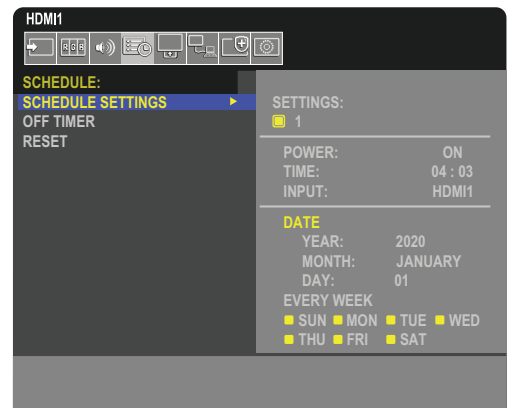 HDMI1
RGB
SCHEDULE:
SCHEDULE SETTINGS
OFF TIMER
RESET
SETTINGS:
1
POWER: ON
TIME: 04 : 03
INPUT: HDMI1
DATE
YEAR: 2020
MONTH: JANUARY
DAY: 01
EVERY WEEK
SUN MON TUE WED
THU FRI SAT